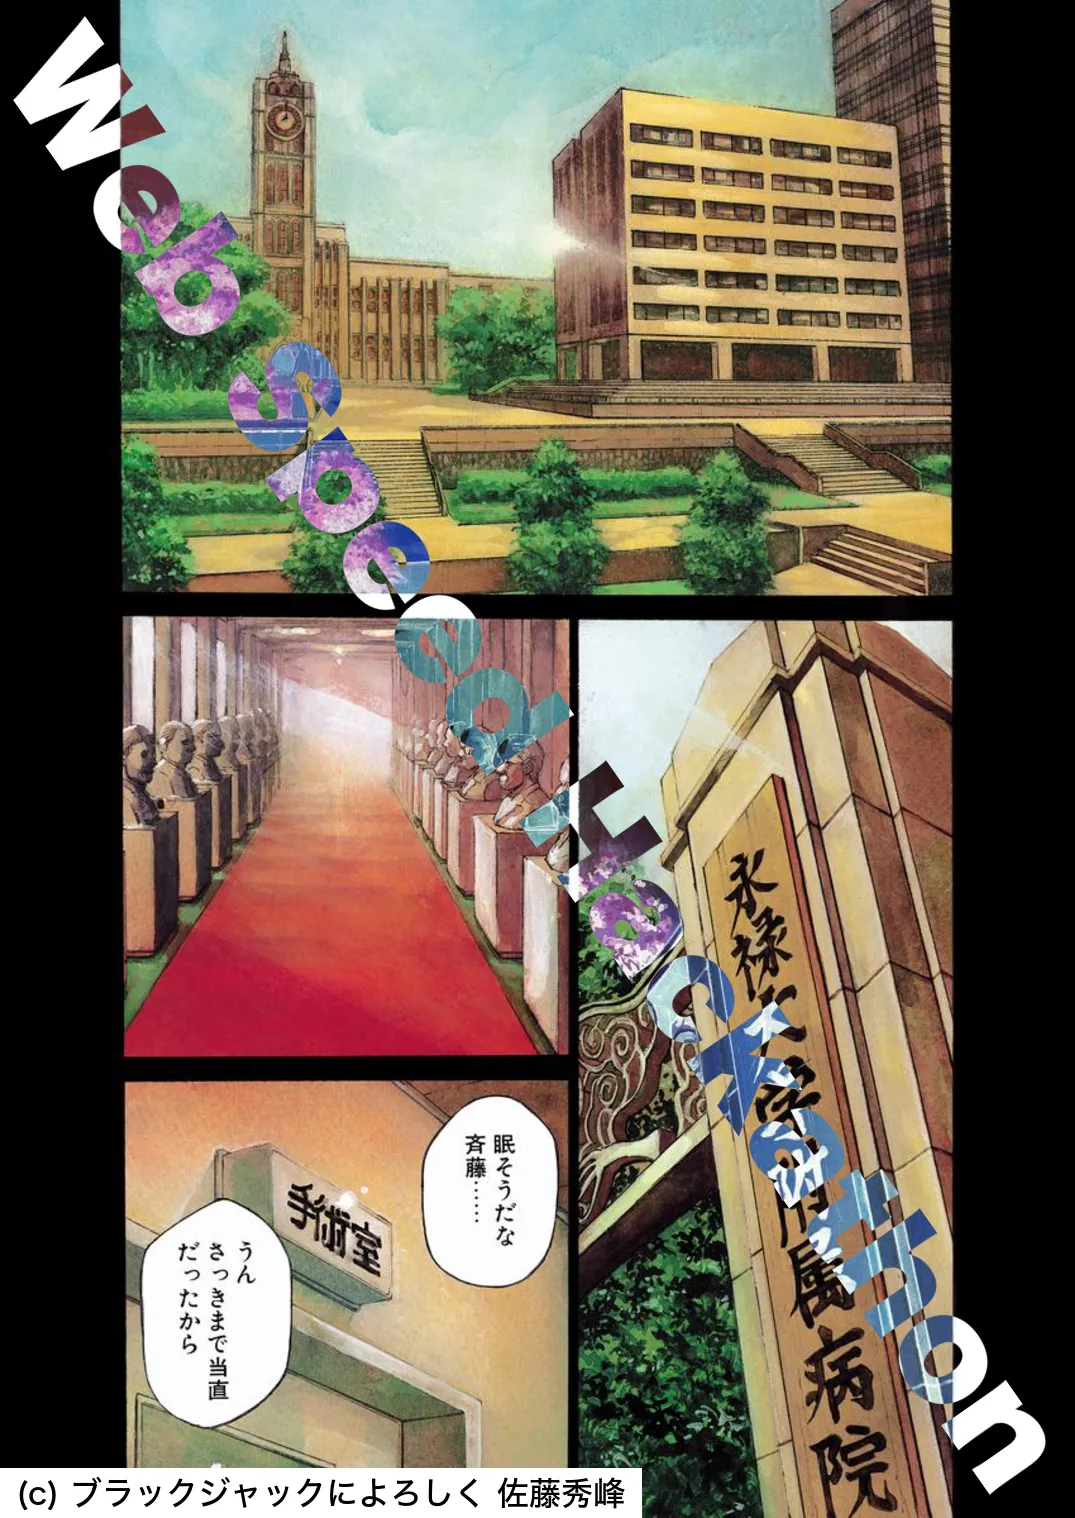 Web Speed Hackathon
永禄大学附属病院
眠そうだな
斉藤……
手術室
うん
さっきまで当直
だったから
(c) ブラックジャックによろしく 佐藤秀峰